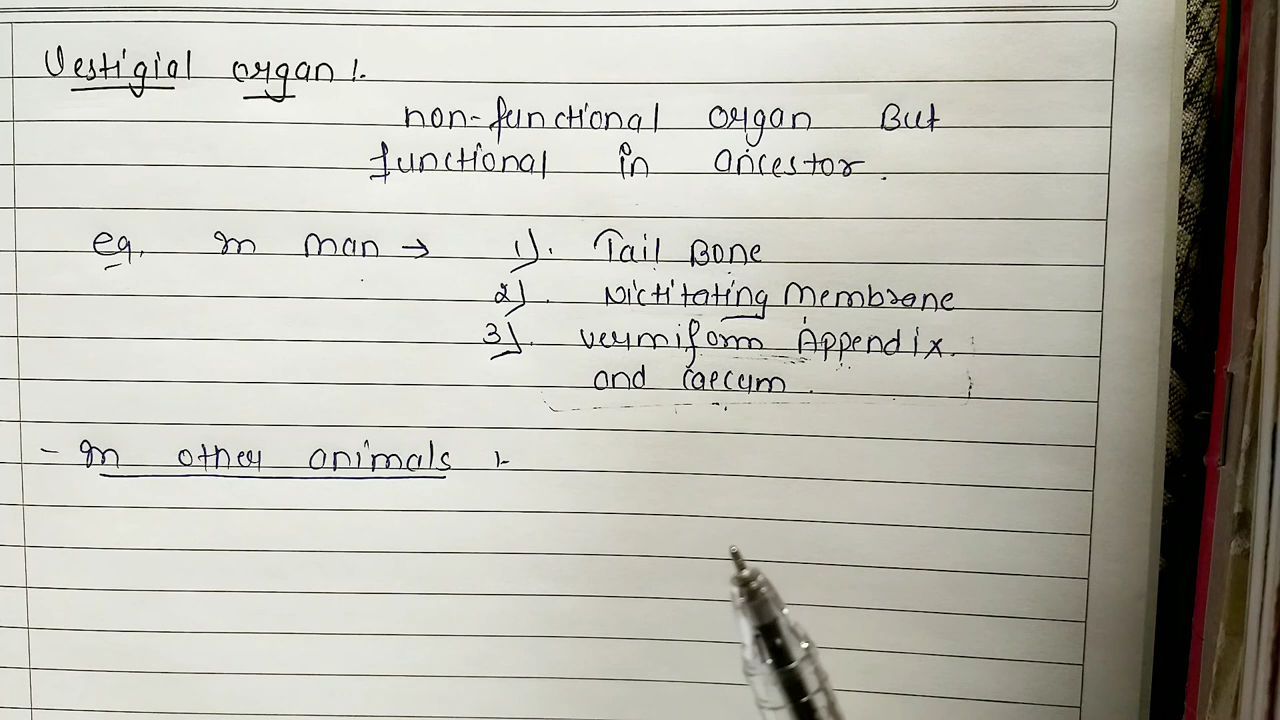 Vestigial organ :-
non-functional organ But
functional in ancestor.
eg. In man → 1). Tail Bone
2). Nictitating Membrane
3). vermiform Appendix.
and caecum.
- In other animals :-